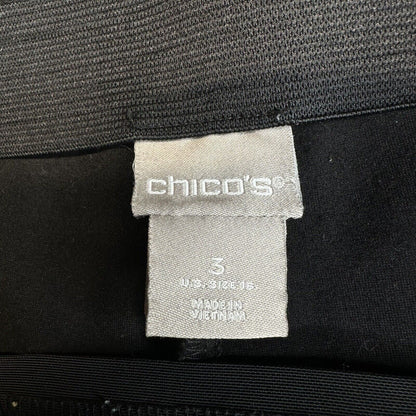 chico's®
3
U.S. SIZE 16.
MADE IN
VIETNAM